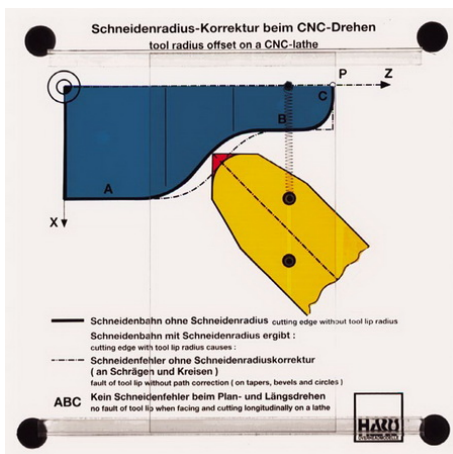 Schneidenradius-Korrektur beim CNC-Drehen
tool radius offset on a CNC-lathe
P
Z
C
B
A
X
Schneidenbahn ohne Schneidenradius cutting edge without tool lip radius
Schneidenbahn mit Schneidenradius ergibt :
cutting edge with tool lip radius causes :
Schneidenfehler ohne Schneidenradiuskorrektur
( an Schrägen und Kreisen )
fault of tool lip without path correction ( on tapers, bevels and circles )
ABC Kein Schneidenfehler beim Plan- und Längsdrehen
no fault of tool lip when facing and cutting longitudinally on a lathe